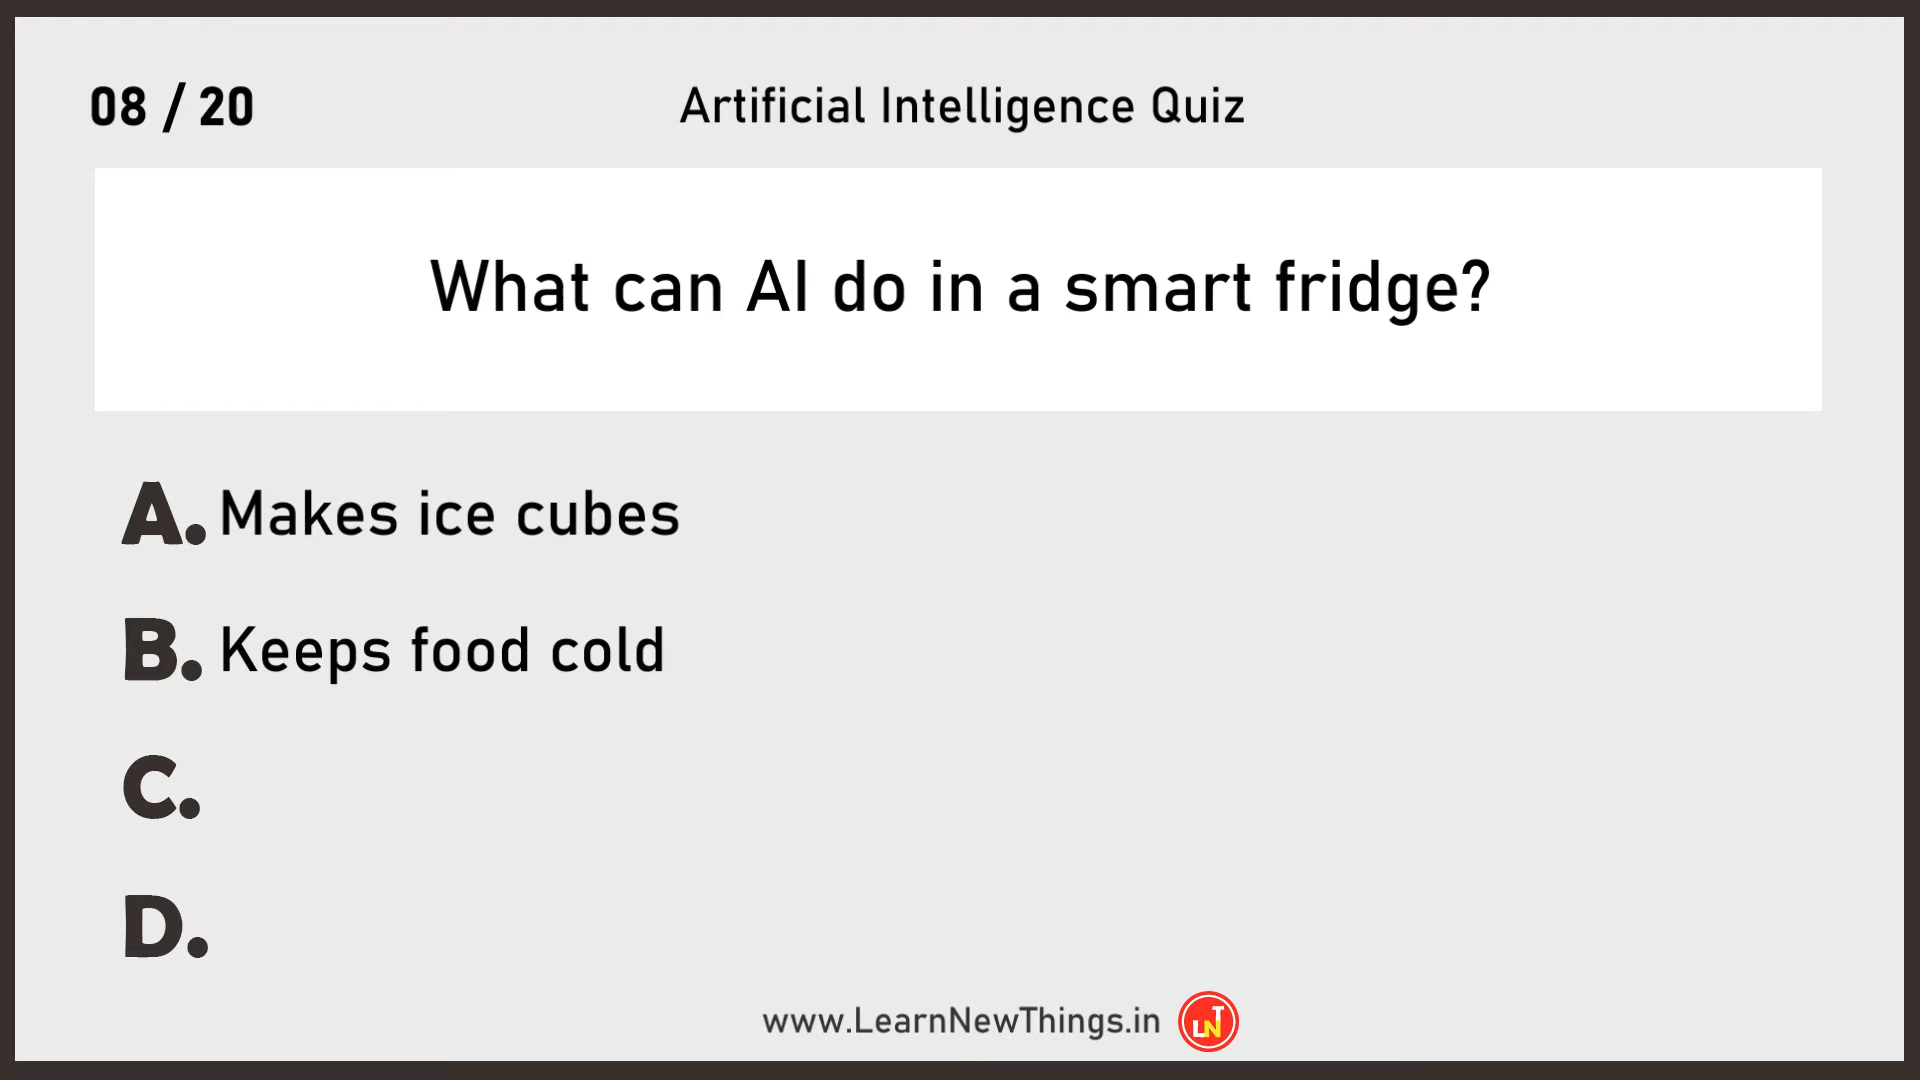 08 / 20
Artificial Intelligence Quiz
What can AI do in a smart fridge?
A. Makes ice cubes
B. Keeps food cold
C.
D.
www.LearnNewThings.in
LNT